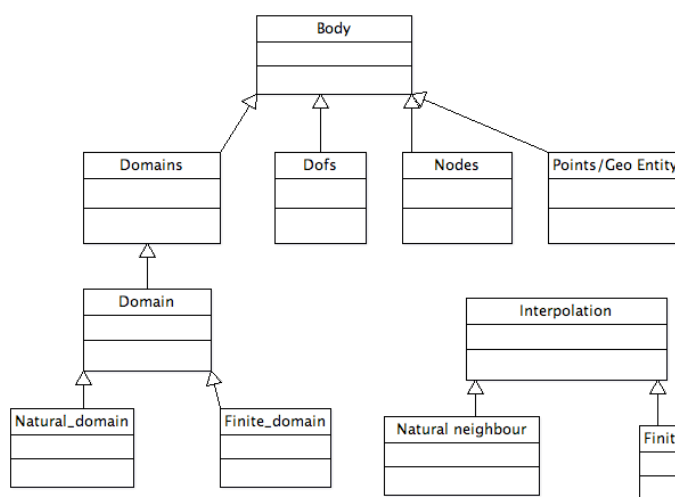 Body
Domains
Dofs
Nodes
Points/Geo Entity
Domain
Interpolation
Natural_domain
Finite_domain
Natural neighbour